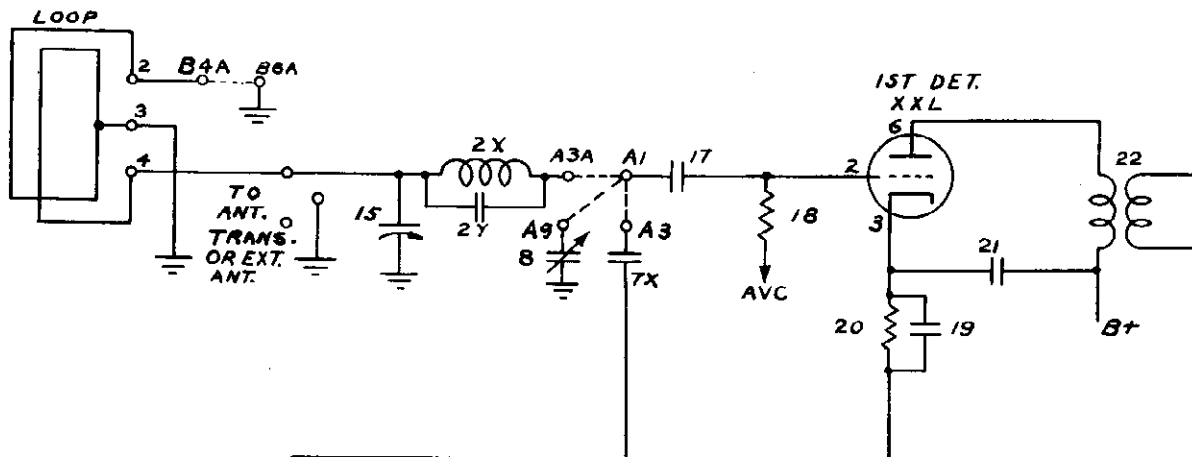 LOOP
2
B4A
B6A
3
4
TO
ANT.
TRANS.
OR EXT.
ANT.
15
2X
2Y
A3A
A1
A9
8
A3
7X
17
18
AVC
1ST DET.
XXL
6
2
3
20
19
21
22
B+